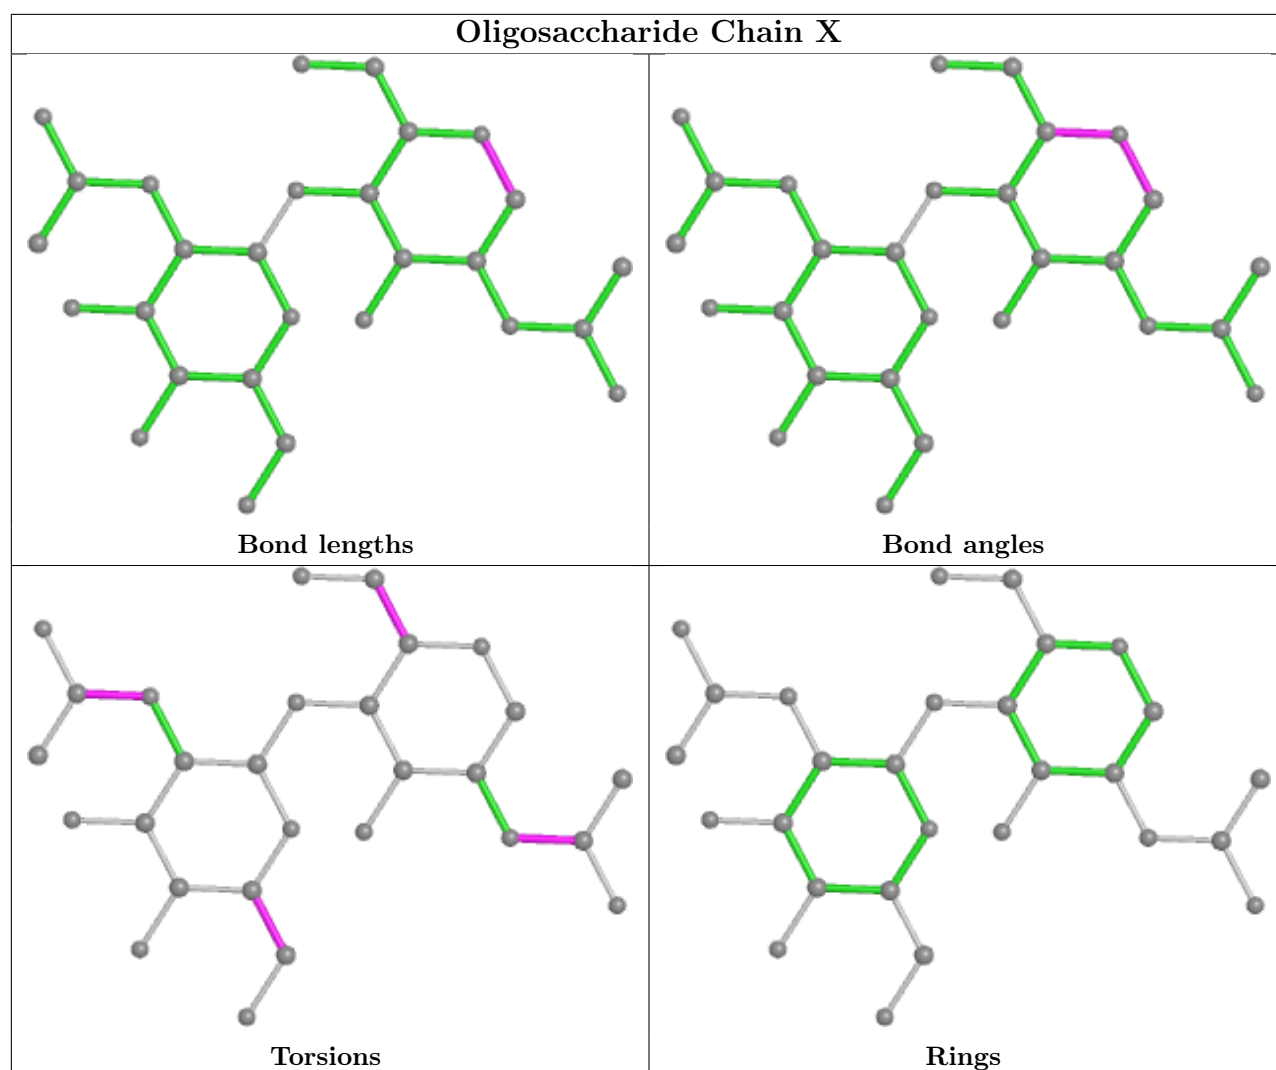 Oligosaccharide Chain X
Bond lengths
Bond angles
Torsions
Rings